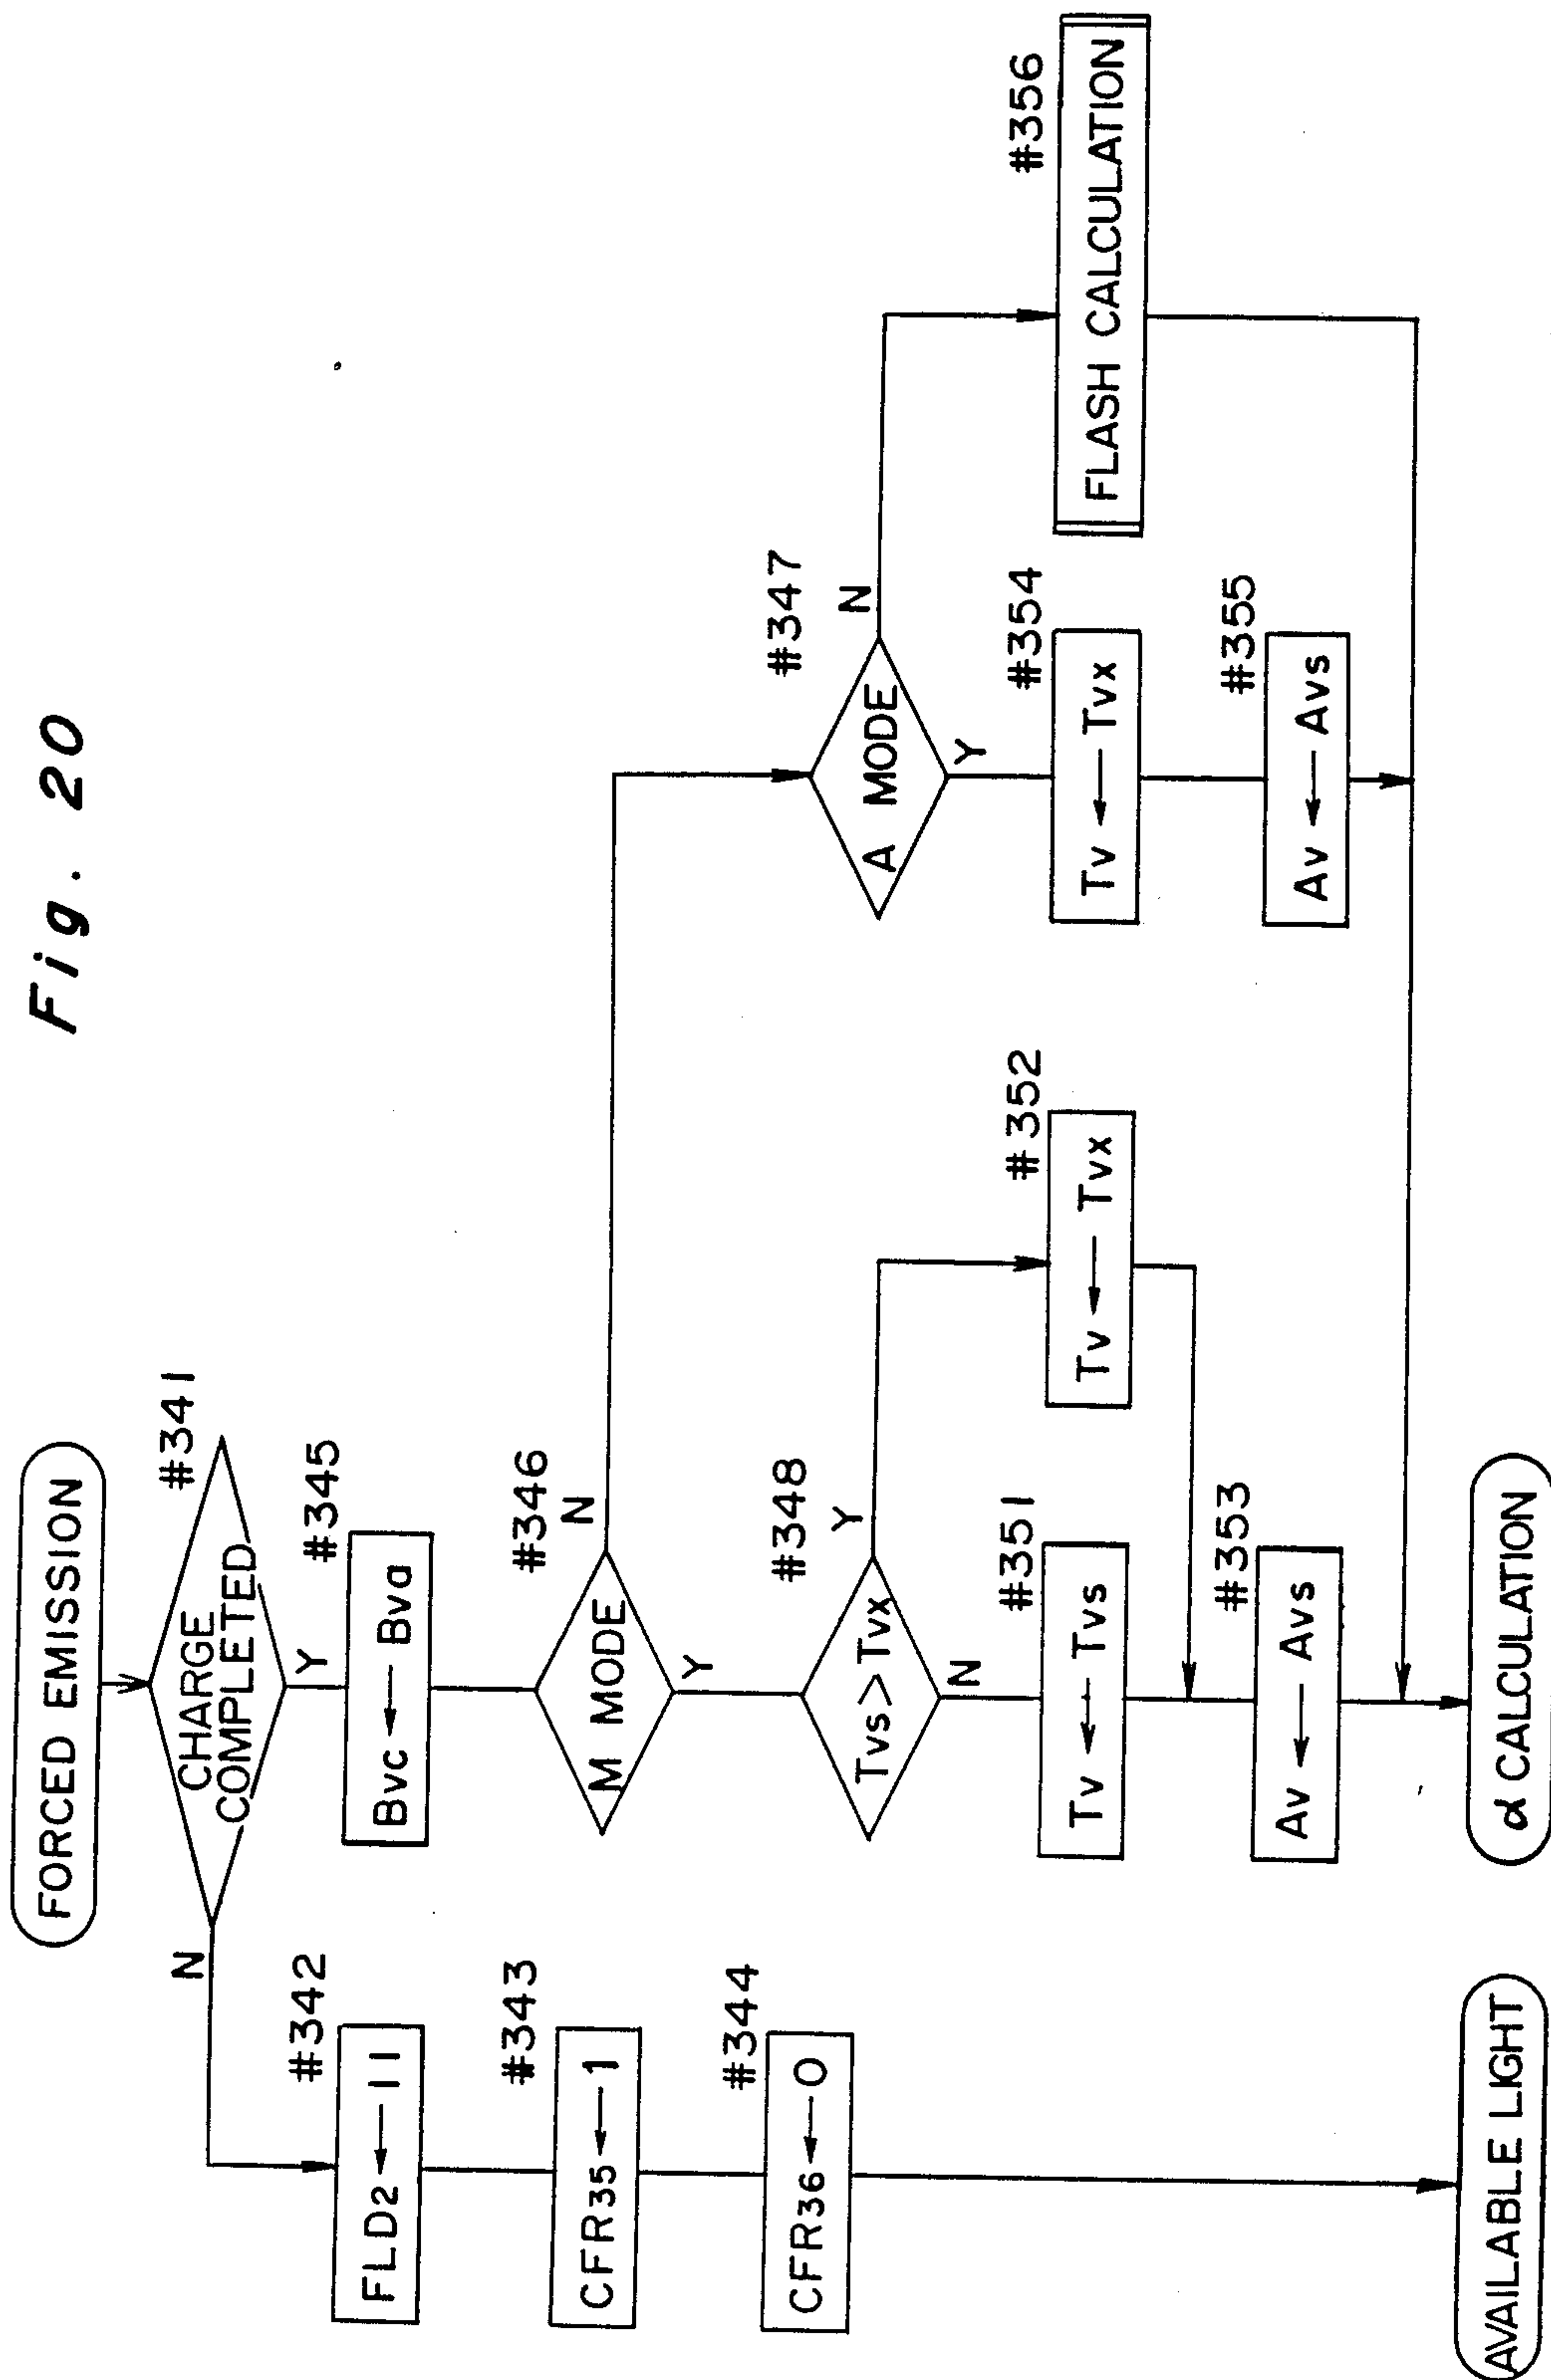 Fig. 20
FORCED EMISSION
#341
CHARGE
COMPLETED
N
Y
#342
FLD2 ← 11
#343
CFR35 ← 1
#344
CFR36 ← 0
AVAILABLE LIGHT
#345
Bvc ← Bva
#346
M MODE
N
Y
#348
Tvs > Tvx
Y
N
#351
Tv ← Tvs
#352
Tv ← Tvx
#353
Av ← Avs
α CALCULATION
#347
A MODE
N
Y
#354
Tv ← Tvx
#355
Av ← Avs
#356
FLASH CALCULATION